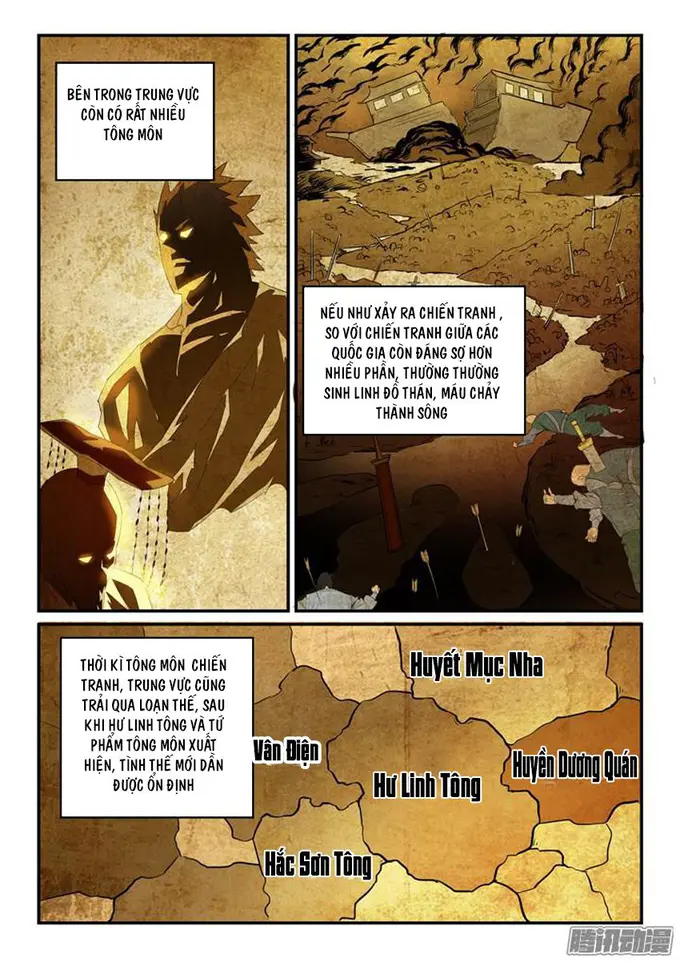 BÊN TRONG TRUNG VỰC
CÒN CÓ RẤT NHIỀU
TÔNG MÔN
NẾU NHƯ XẢY RA CHIẾN TRANH ,
SO VỚI CHIẾN TRANH GIỮA CÁC
QUỐC GIA CÒN ĐÁNG SỢ HƠN
NHIỀU PHẦN, THƯỜNG THƯỜNG
SINH LINH ĐỒ THÁN, MÁU CHẢY
THÀNH SÔNG
THỜI KÌ TÔNG MÔN CHIẾN
TRANH, TRUNG VỰC CŨNG
TRẢI QUA LOẠN THẾ, SAU
KHI HƯ LINH TÔNG VÀ TỨ
PHẨM TÔNG MÔN XUẤT
HIỆN, TÌNH THẾ MỚI DẦN
ĐƯỢC ỔN ĐỊNH
Huyết Mục Nha
Vân Điện
Huyền Dương Quán
Hư Linh Tông
Hắc Sơn Tông
腾讯动漫